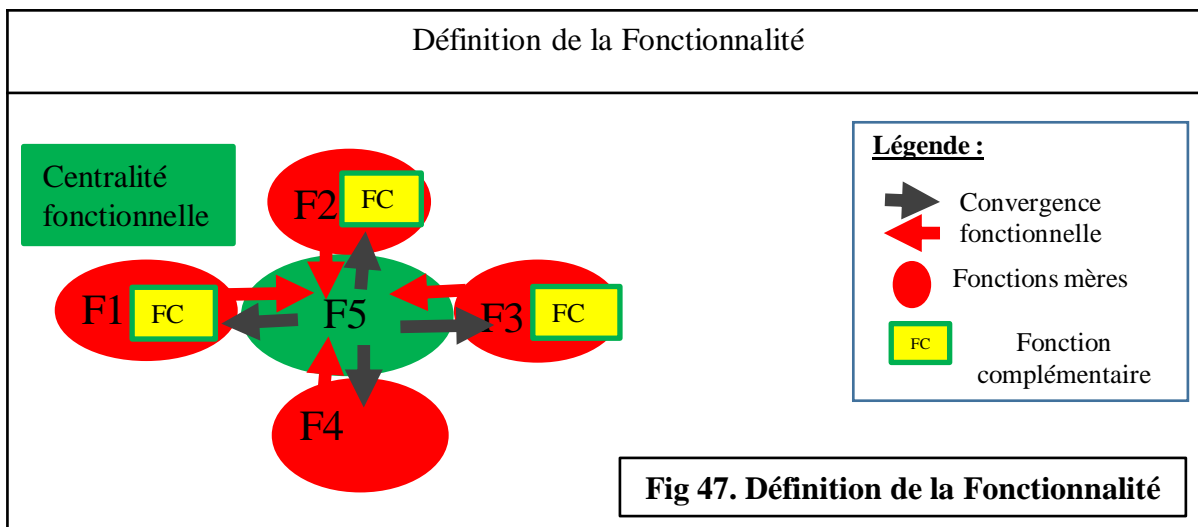 Définition de la Fonctionnalité
Centralité
fonctionnelle
F2
FC
F1
FC
F5
F3
FC
F4
Légende :
Convergence
fonctionnelle
Fonctions mères
FC
Fonction
complémentaire
Fig 47. Définition de la Fonctionnalité